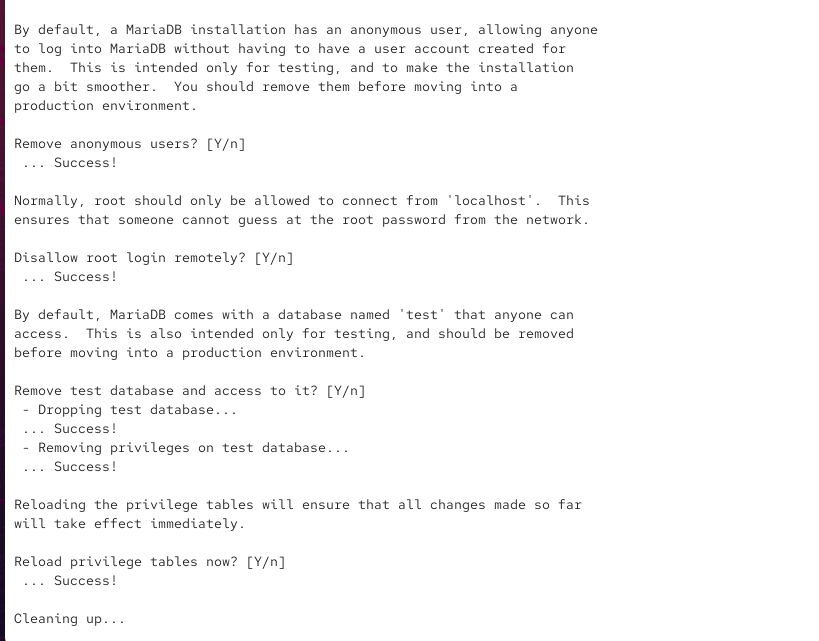 By default, a MariaDB installation has an anonymous user, allowing anyone
to log into MariaDB without having to have a user account created for
them.  This is intended only for testing, and to make the installation
go a bit smoother.  You should remove them before moving into a
production environment.

Remove anonymous users? [Y/n]
 ... Success!

Normally, root should only be allowed to connect from 'localhost'.  This
ensures that someone cannot guess at the root password from the network.

Disallow root login remotely? [Y/n]
 ... Success!

By default, MariaDB comes with a database named 'test' that anyone can
access.  This is also intended only for testing, and should be removed
before moving into a production environment.

Remove test database and access to it? [Y/n]
 - Dropping test database...
 ... Success!
 - Removing privileges on test database...
 ... Success!

Reloading the privilege tables will ensure that all changes made so far
will take effect immediately.

Reload privilege tables now? [Y/n]
 ... Success!

Cleaning up...